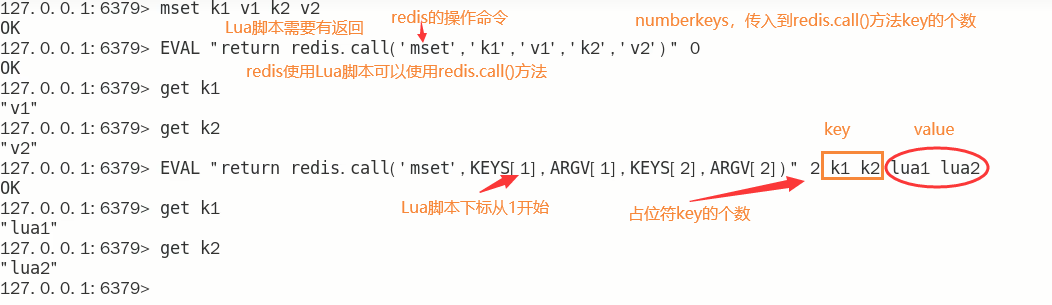 127.0.0.1:6379> mset k1 v1 k2 v2
redis的操作命令
numberkeys，传入到redis.call()方法key的个数
OK
Lua脚本需要有返回
127.0.0.1:6379> EVAL "return redis.call('mset','k1','v1','k2','v2')" 0
OK
redis使用Lua脚本可以使用redis.call()方法
127.0.0.1:6379> get k1
"v1"
127.0.0.1:6379> get k2
"v2"
key
value
127.0.0.1:6379> EVAL "return redis.call('mset',KEYS[1],ARGV[1],KEYS[2],ARGV[2])" 2 k1 k2 lua1 lua2
OK
Lua脚本下标从1开始
占位符key的个数
127.0.0.1:6379> get k1
"lua1"
127.0.0.1:6379> get k2
"lua2"
127.0.0.1:6379>